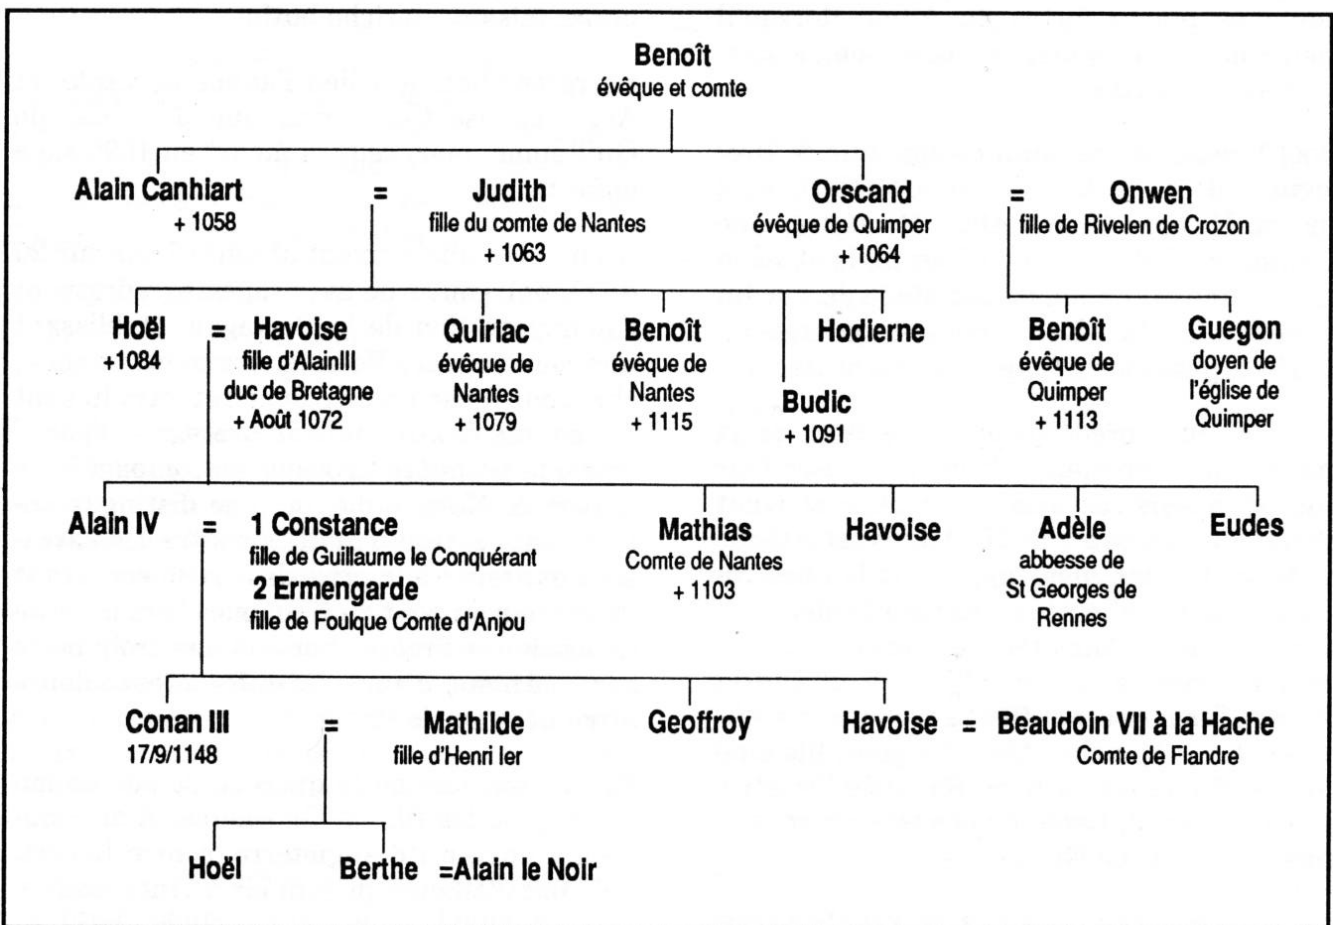 Benoît
évêque et comte
Alain Canhiart = Judith Orscand = Onwen
+ 1058 fille du comte de Nantes évêque de Quimper fille de Rivelen de Crozon
+ 1063 + 1064
Hoël = Havoise Quiriac Benoît Hodierne Benoît Guegon
+1084 fille d'AlainIII évêque de évêque de évêque de doyen de
duc de Bretagne Nantes Nantes Quimper l'église de
+ Août 1072 + 1079 + 1115 Budic + 1113 Quimper
+ 1091
Alain IV = 1 Constance Mathias Havoise Adèle Eudes
fille de Guillaume le Conquérant Comte de Nantes abbesse de
2 Ermengarde + 1103 St Georges de
fille de Foulque Comte d'Anjou Rennes
Conan III = Mathilde Geoffroy Havoise = Beaudoin VII à la Hache
17/9/1148 fille d'Henri Ier Comte de Flandre
Hoël Berthe =Alain le Noir